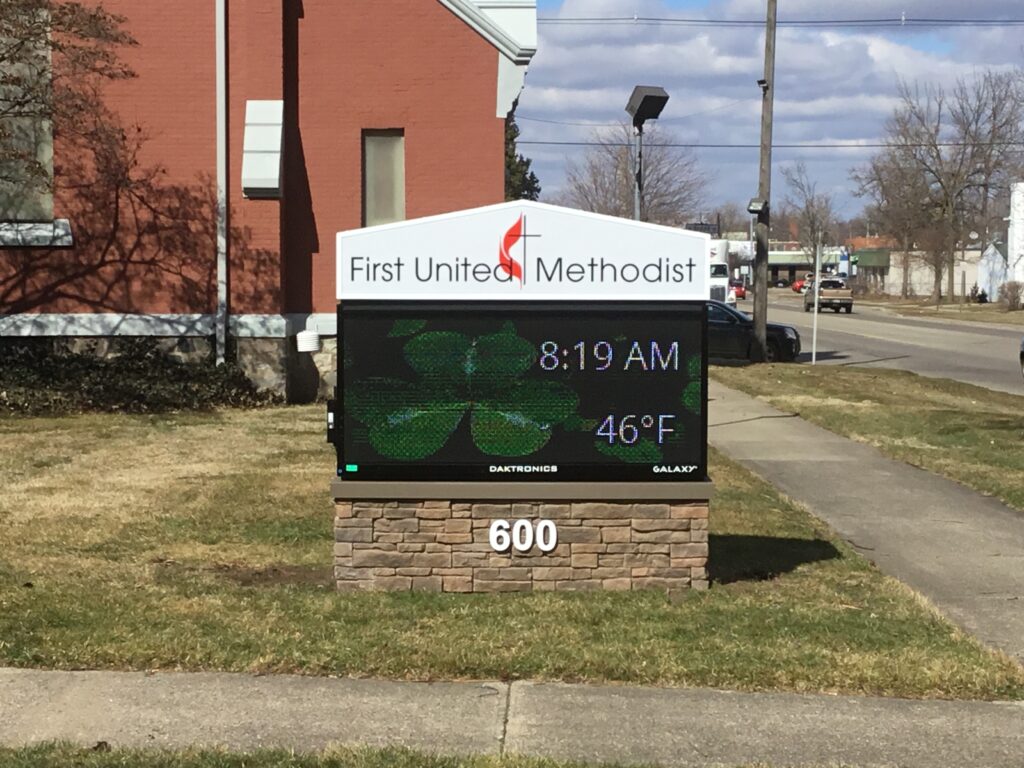 First United Methodist
8:19 AM
46°F
DAKTRONICS GALAXY
600